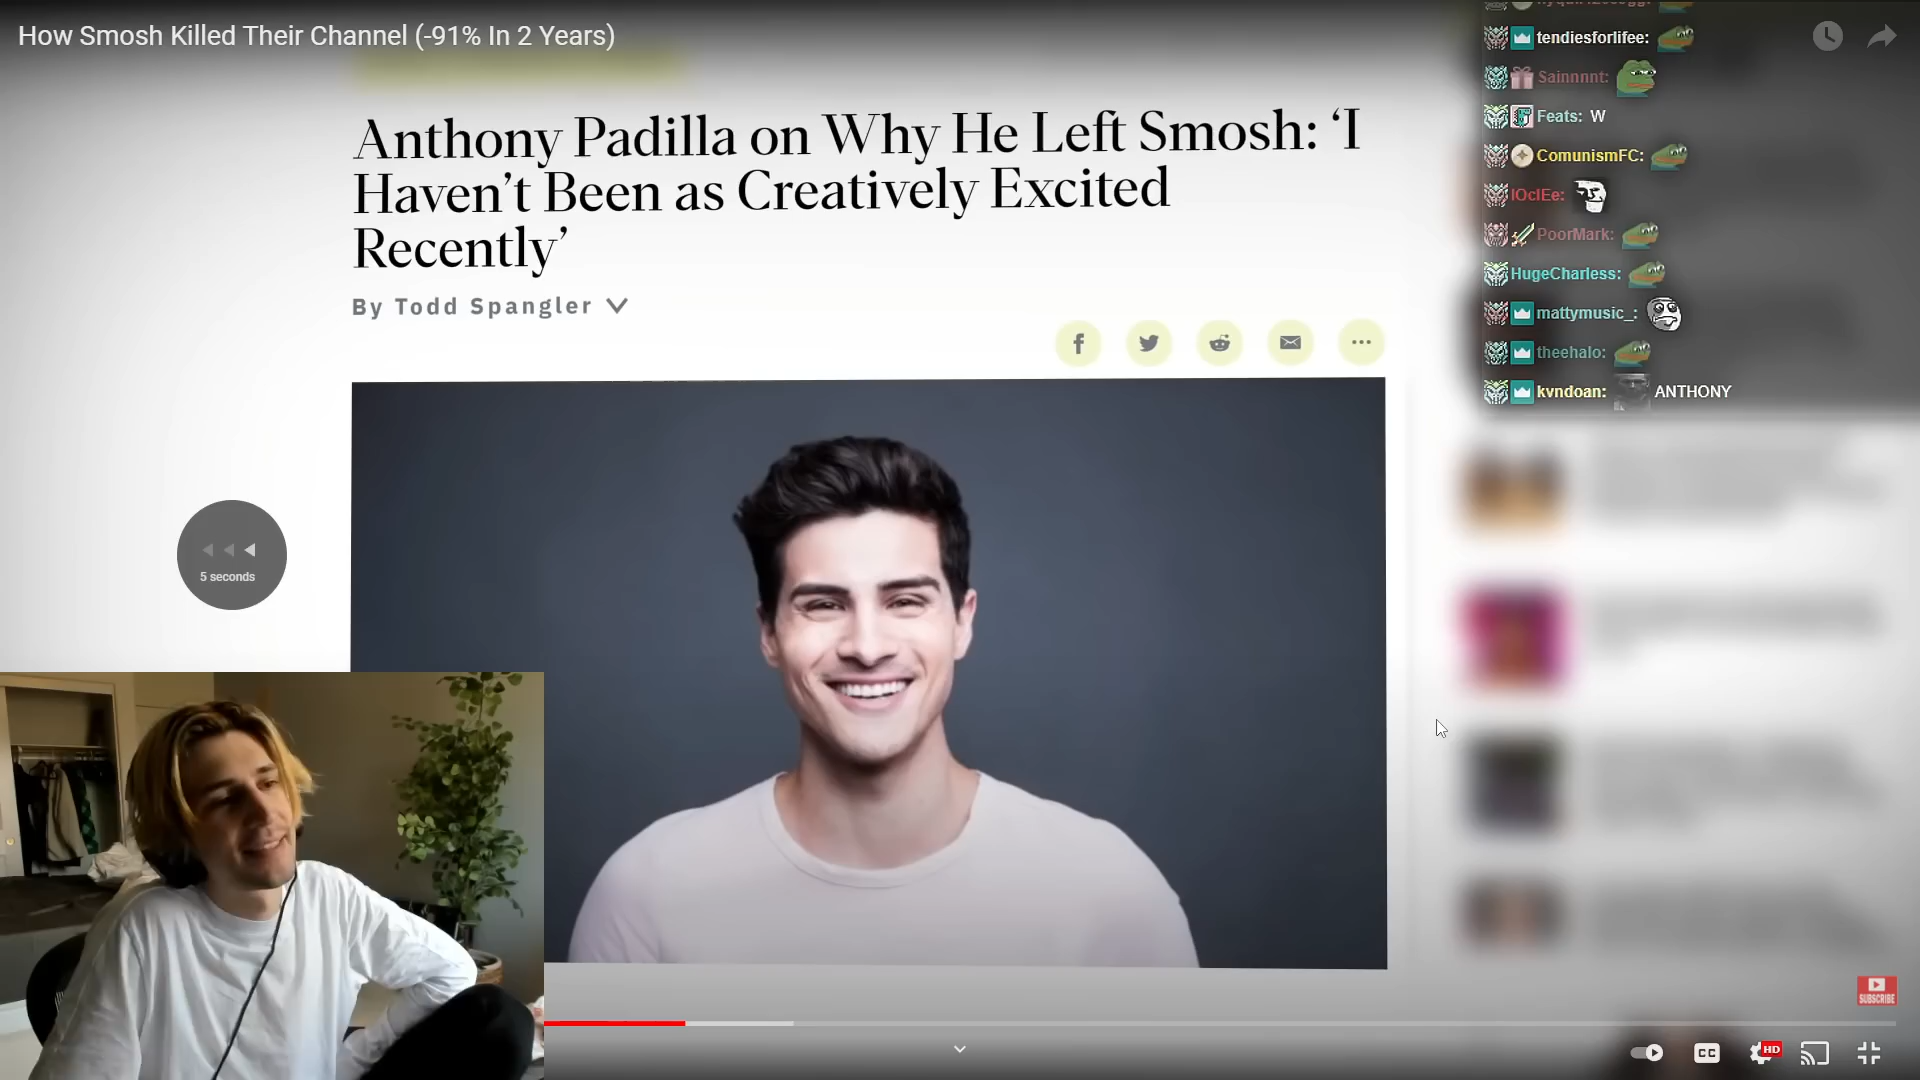 How Smosh Killed Their Channel (-91% In 2 Years)
Anthony Padilla on Why He Left Smosh: ‘I
Haven’t Been as Creatively Excited
Recently’
By Todd Spangler
5 seconds
tendiesforlifee:
Sainnnnt:
Feats: W
ComunismFC:
lOclEe:
PoorMark:
HugeCharless:
mattymusic_:
theehalo:
kvndoan: ANTHONY
SUBSCRIBE
CC
HD